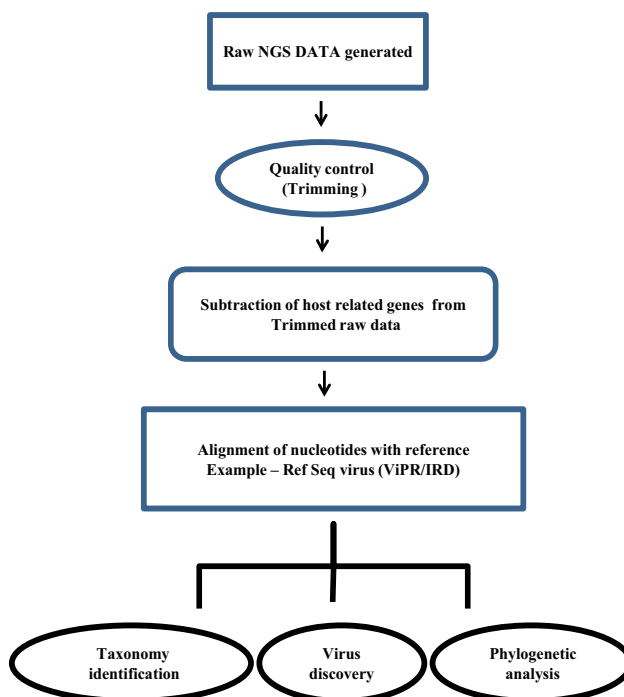 Raw NGS DATA generated
Quality control
(Trimming )
Subtraction of host related genes from
Trimmed raw data
Alignment of nucleotides with reference
Example – Ref Seq virus (ViPR/IRD)
Taxonomy
identification
Virus
discovery
Phylogenetic
analysis